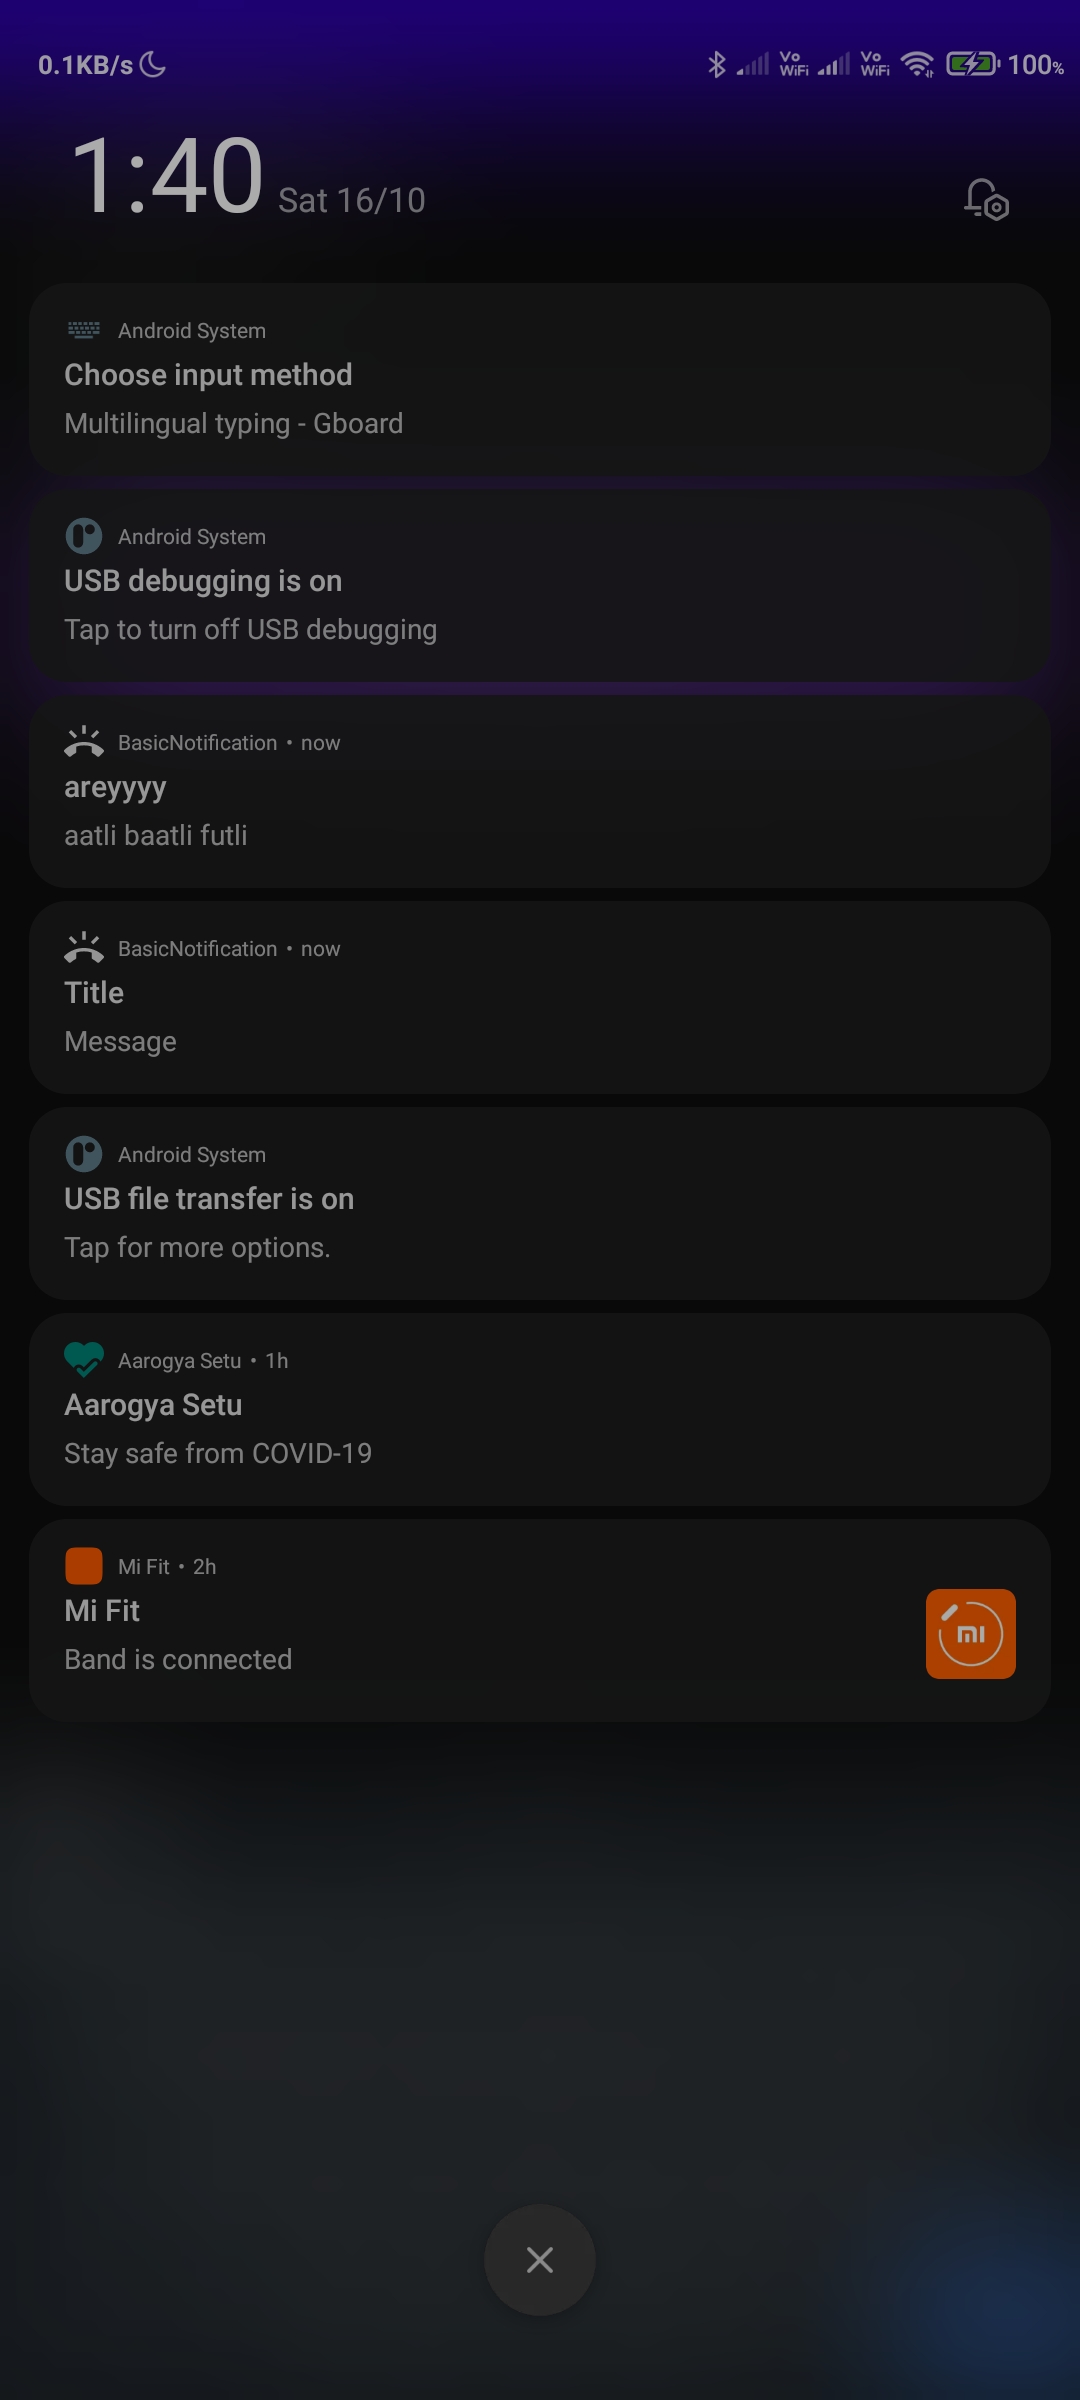 0.1KB/s Vo WiFi Vo WiFi 100%
1:40 Sat 16/10
Android System
Choose input method
Multilingual typing - Gboard
Android System
USB debugging is on
Tap to turn off USB debugging
BasicNotification • now
areyyyy
aatli baatli futli
BasicNotification • now
Title
Message
Android System
USB file transfer is on
Tap for more options.
Aarogya Setu • 1h
Aarogya Setu
Stay safe from COVID-19
Mi Fit • 2h
Mi Fit
Band is connected
mi